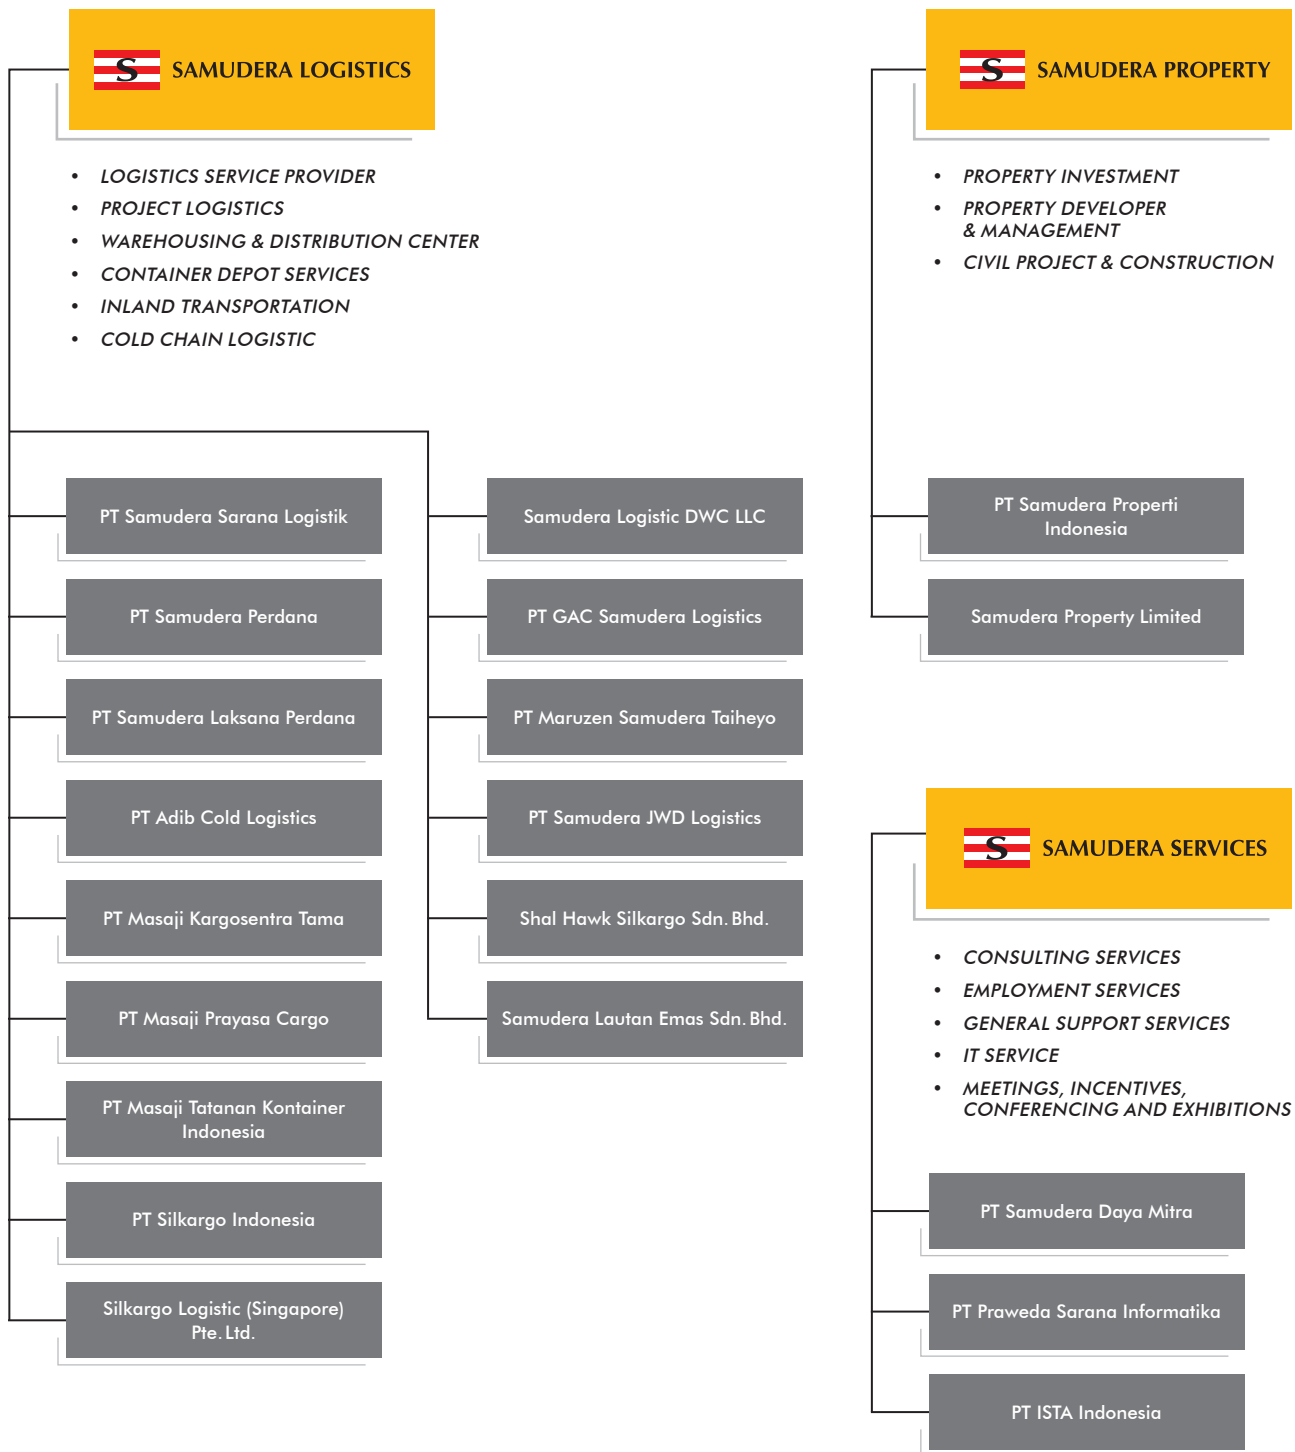 S SAMUDERA LOGISTICS
• LOGISTICS SERVICE PROVIDER
• PROJECT LOGISTICS
• WAREHOUSING & DISTRIBUTION CENTER
• CONTAINER DEPOT SERVICES
• INLAND TRANSPORTATION
• COLD CHAIN LOGISTIC
PT Samudera Sarana Logistik
PT Samudera Perdana
PT Samudera Laksana Perdana
PT Adib Cold Logistics
PT Masaji Kargosentra Tama
PT Masaji Prayasa Cargo
PT Masaji Tatanan Kontainer
Indonesia
PT Silkargo Indonesia
Silkargo Logistic (Singapore)
Pte. Ltd.
Samudera Logistic DWC LLC
PT GAC Samudera Logistics
PT Maruzen Samudera Taiheyo
PT Samudera JWD Logistics
Shal Hawk Silkargo Sdn. Bhd.
Samudera Lautan Emas Sdn. Bhd.
S SAMUDERA PROPERTY
• PROPERTY INVESTMENT
• PROPERTY DEVELOPER
& MANAGEMENT
• CIVIL PROJECT & CONSTRUCTION
PT Samudera Properti
Indonesia
Samudera Property Limited
S SAMUDERA SERVICES
• CONSULTING SERVICES
• EMPLOYMENT SERVICES
• GENERAL SUPPORT SERVICES
• IT SERVICE
• MEETINGS, INCENTIVES,
CONFERENCING AND EXHIBITIONS
PT Samudera Daya Mitra
PT Praweda Sarana Informatika
PT ISTA Indonesia